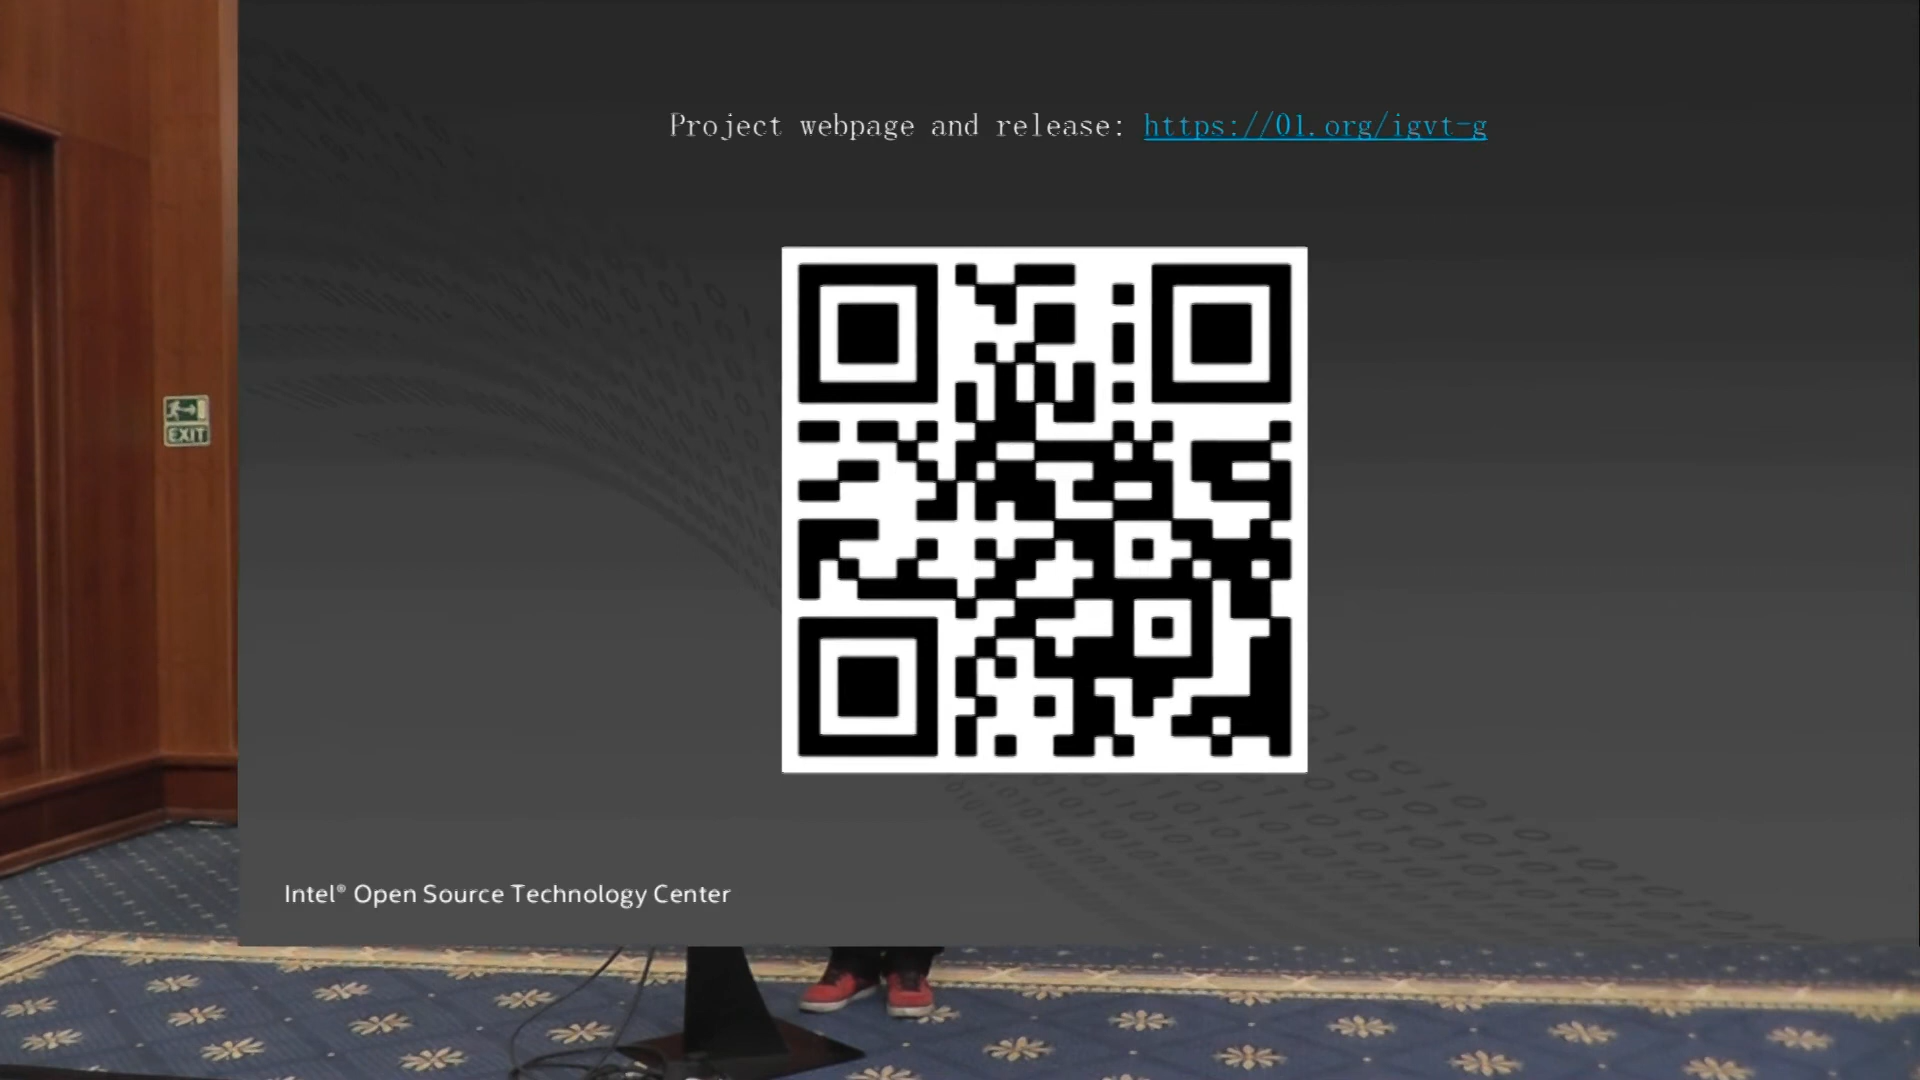 Project webpage and release: https://01.org/igvt-g
EXIT
Intel® Open Source Technology Center